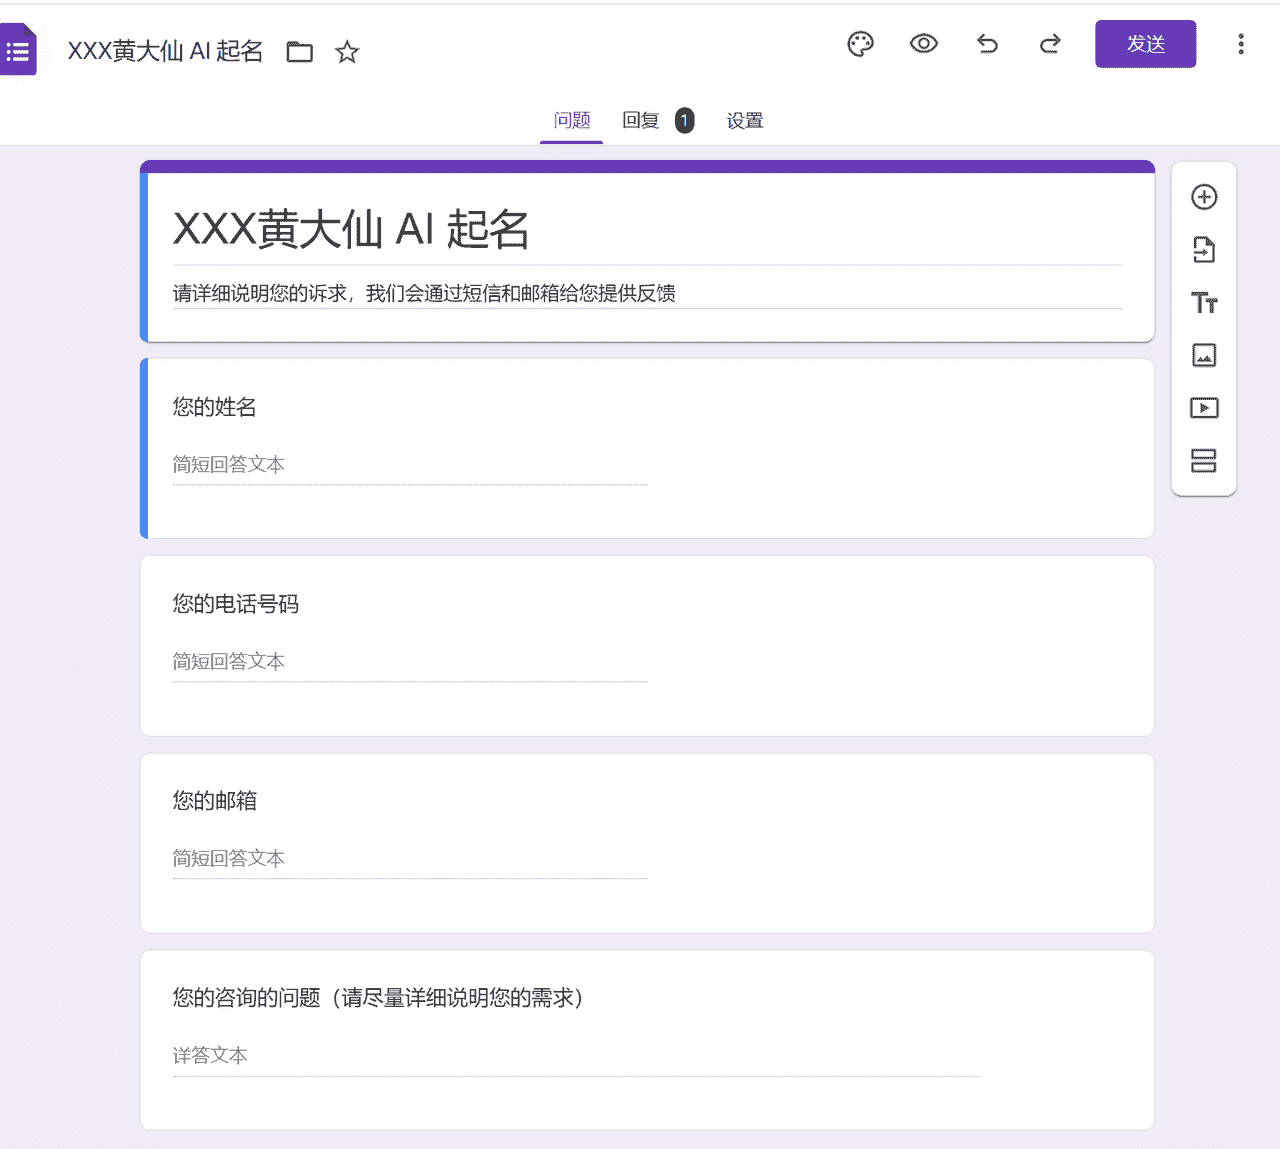 XXX黄大仙 AI 起名
发送
问题 回复 1 设置
XXX黄大仙 AI 起名
请详细说明您的诉求，我们会通过短信和邮箱给您提供反馈
Tт
您的姓名
简短回答文本
您的电话号码
简短回答文本
您的邮箱
简短回答文本
您的咨询的问题（请尽量详细说明您的需求）
详答文本